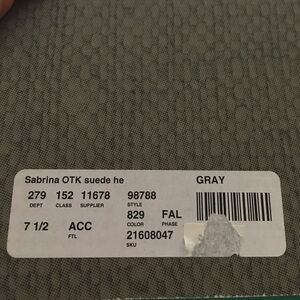 Sabrina OTK suede he GRAY
279 152 11678 98788
DEPT CLASS SUPPLIER STYLE
829 FAL
COLOR PHASE
7 1/2 ACC 21608047
FTL SKU